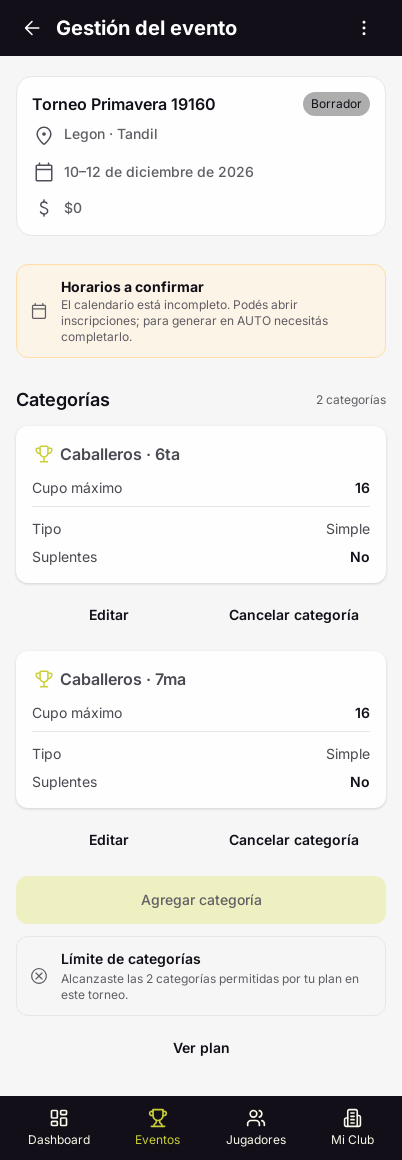 Gestión del evento
Torneo Primavera 19160
Borrador
Legon · Tandil
10–12 de diciembre de 2026
$0
Horarios a confirmar
El calendario está incompleto. Podés abrir
inscripciones; para generar en AUTO necesitás
completarlo.
Categorías
2 categorías
Caballeros · 6ta
Cupo máximo 16
Tipo Simple
Suplentes No
Editar Cancelar categoría
Caballeros · 7ma
Cupo máximo 16
Tipo Simple
Suplentes No
Editar Cancelar categoría
Agregar categoría
Límite de categorías
Alcanzaste las 2 categorías permitidas por tu plan en
este torneo.
Ver plan
Dashboard Eventos Jugadores Mi Club